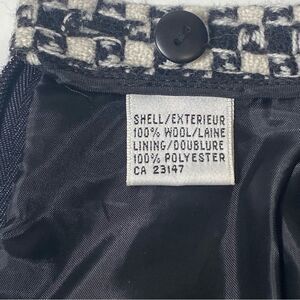 SHELL/EXTERIEUR
100% WOOL/LAINE
LINING/DOUBLURE
100% POLYESTER
CA 23147